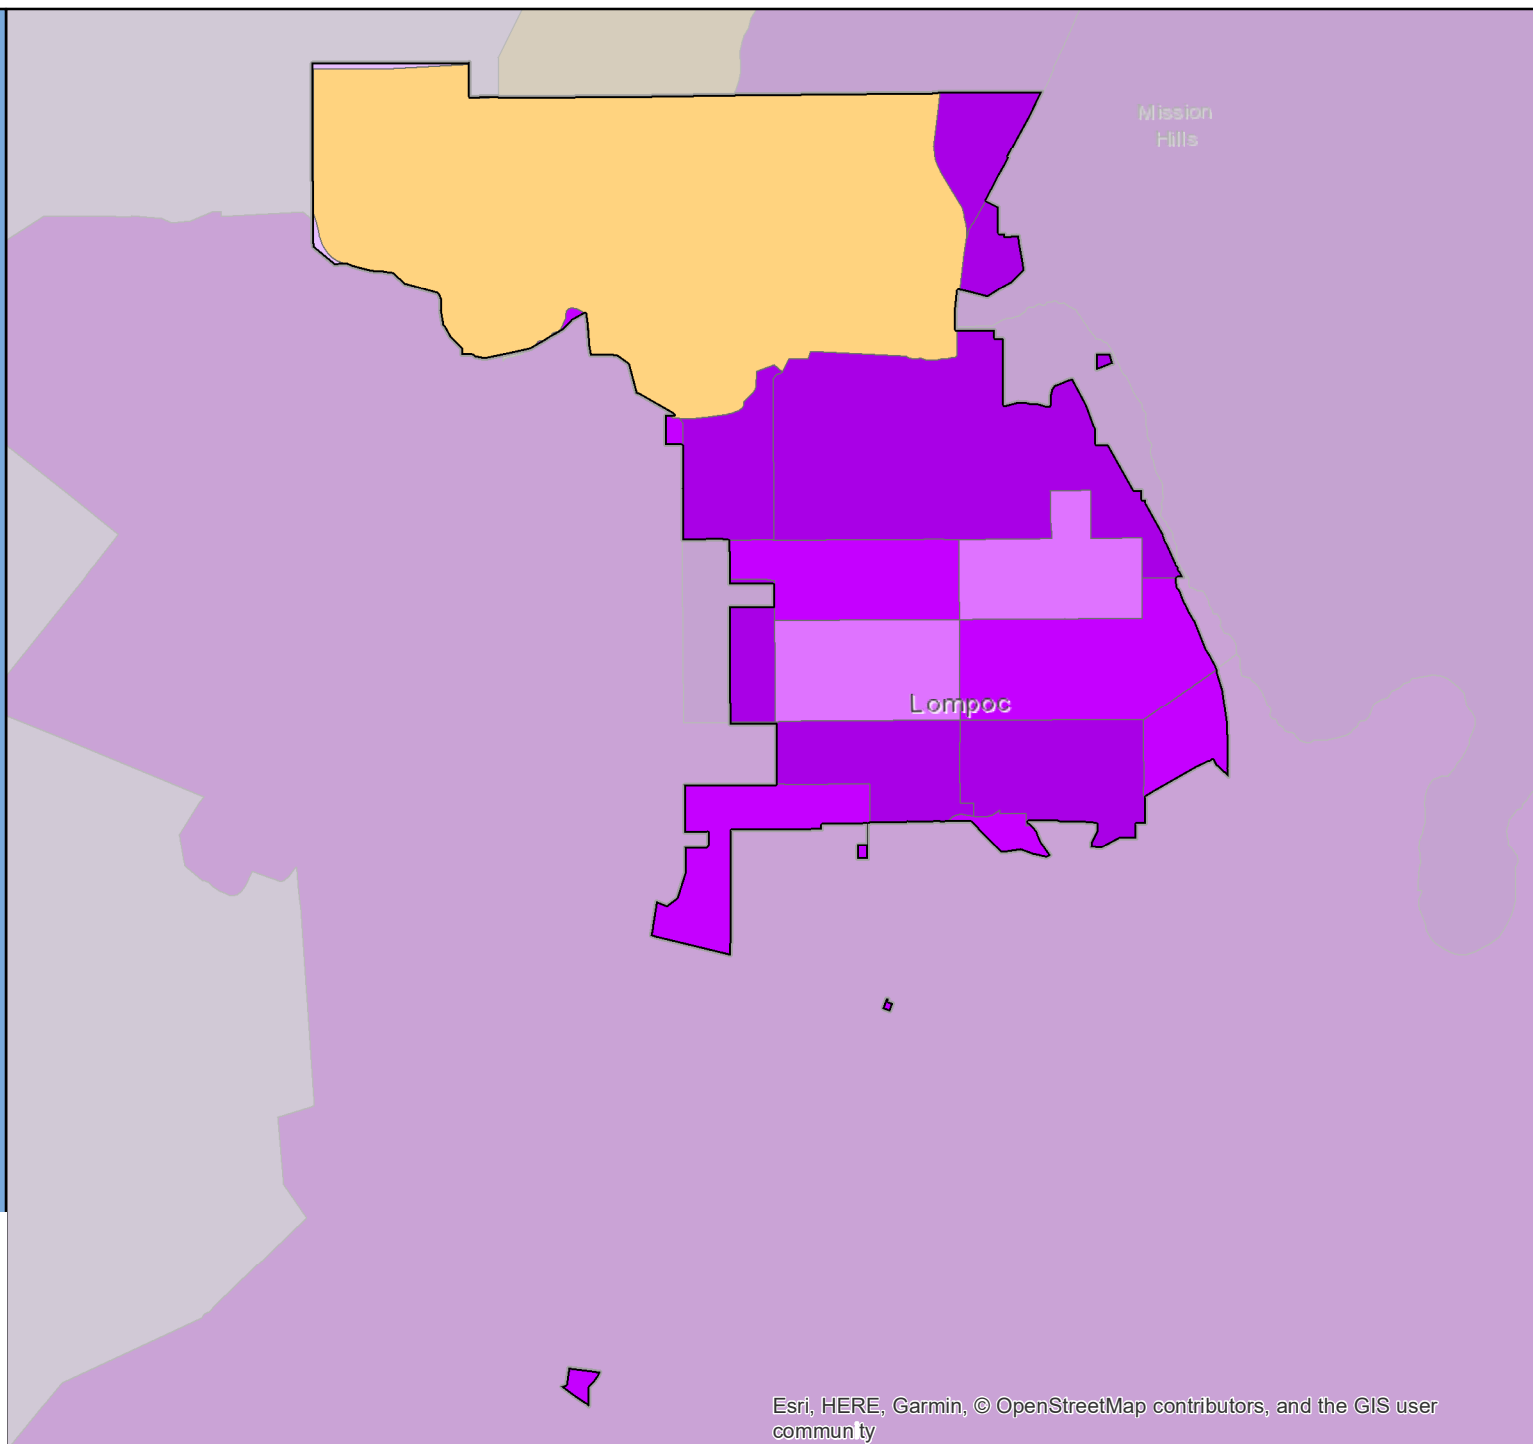 Mission
Hills
Lompoc
Esri, HERE, Garmin, © OpenStreetMap contributors, and the GIS user
community